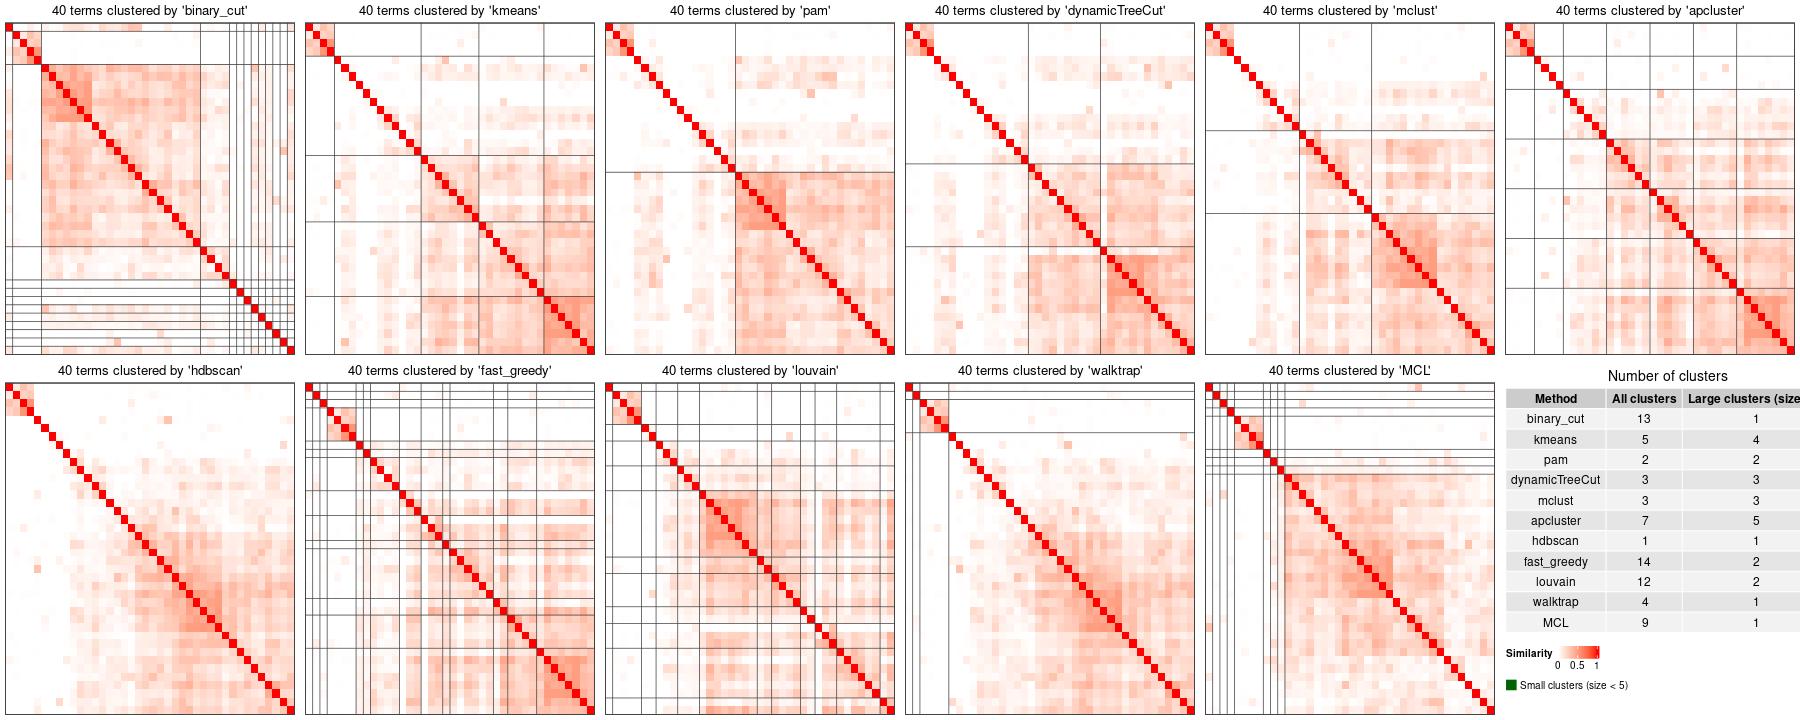 40 terms clustered by 'binary_cut'
40 terms clustered by 'kmeans'
40 terms clustered by 'pam'
40 terms clustered by 'dynamicTreeCut'
40 terms clustered by 'mclust'
40 terms clustered by 'apcluster'
40 terms clustered by 'hdbscan'
40 terms clustered by 'fast_greedy'
40 terms clustered by 'louvain'
40 terms clustered by 'walktrap'
40 terms clustered by 'MCL'
Number of clusters
Method All clusters Large clusters (size
binary_cut 13 1
kmeans 5 4
pam 2 2
dynamicTreeCut 3 3
mclust 3 3
apcluster 7 5
hdbscan 1 1
fast_greedy 14 2
louvain 12 2
walktrap 4 1
MCL 9 1
Similarity
0 0.5 1
Small clusters (size < 5)